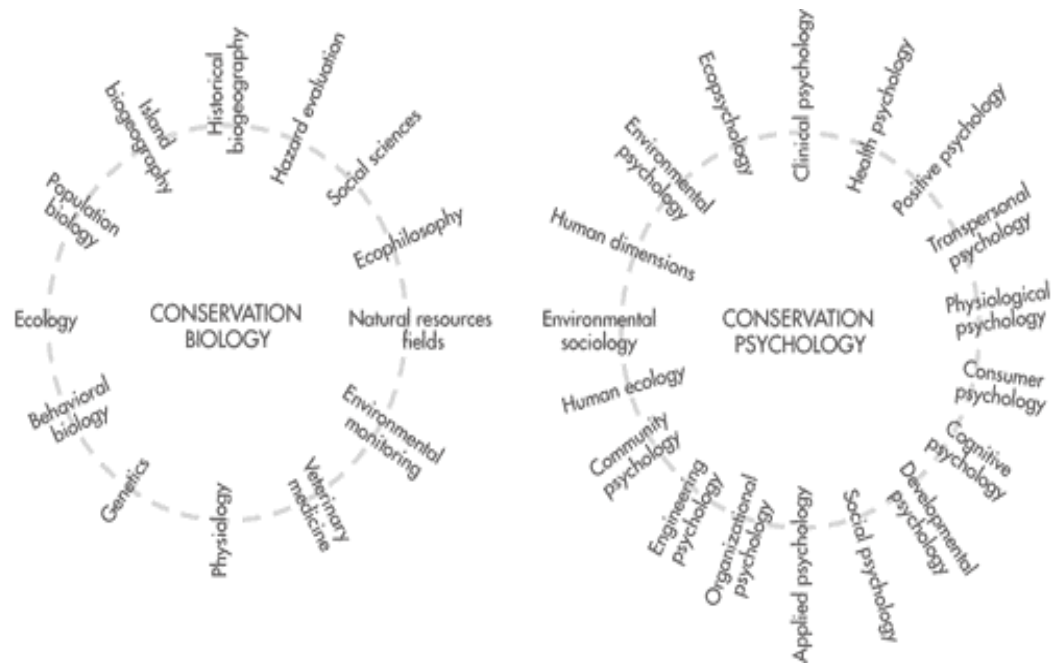 Historical
biogeography
Hazard evaluation
Social sciences
Ecophilosophy
Natural resources
fields
Environmental
monitoring
Veterinary
medicine
Physiology
Genetics
Behavioral
biology
Ecology
Population
biology
Island
biogeography
CONSERVATION
BIOLOGY
Clinical psychology
Health psychology
Positive psychology
Transpersonal
psychology
Physiological
psychology
Consumer
psychology
Cognitive
psychology
Developmental
psychology
Social psychology
Applied psychology
Organizational
psychology
Engineering
psychology
Community
psychology
Human ecology
Environmental
sociology
Human dimensions
Environmental
psychology
Ecopsychology
CONSERVATION
PSYCHOLOGY